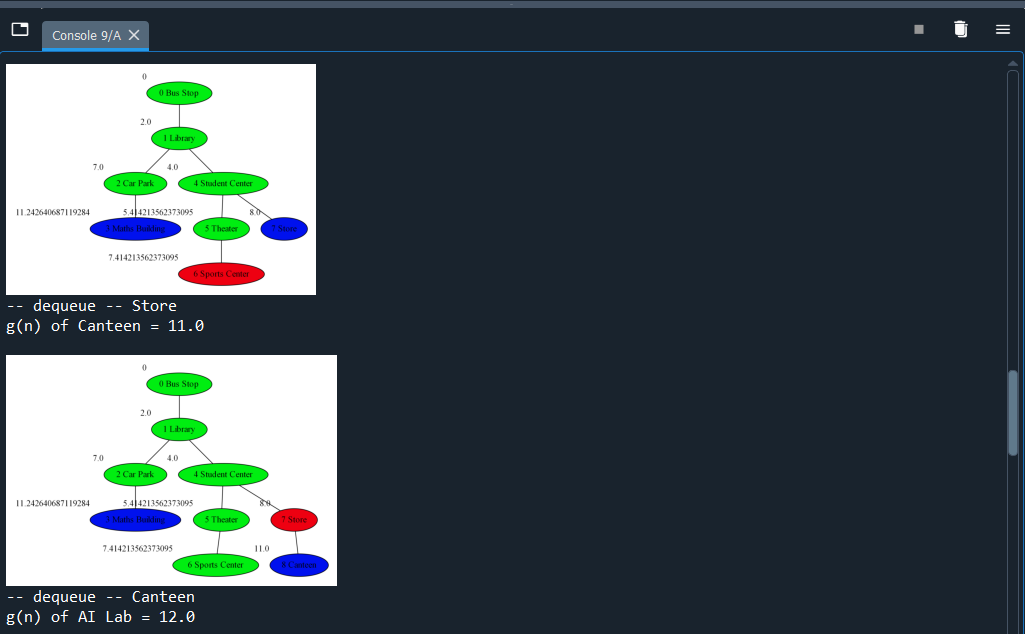 Console 9/A
0
0 Bus Stop
2.0
1 Library
7.0 4.0
2 Car Park 4 Student Center
11.242640687119284 5.414213562373095 8.0
3 Maths Building 5 Theater 7 Store
7.414213562373095
6 Sports Center
-- dequeue -- Store
g(n) of Canteen = 11.0
0
0 Bus Stop
2.0
1 Library
7.0 4.0
2 Car Park 4 Student Center
11.242640687119284 5.414213562373095 8.0
3 Maths Building 5 Theater 7 Store
7.414213562373095 11.0
6 Sports Center 8 Canteen
-- dequeue -- Canteen
g(n) of AI Lab = 12.0